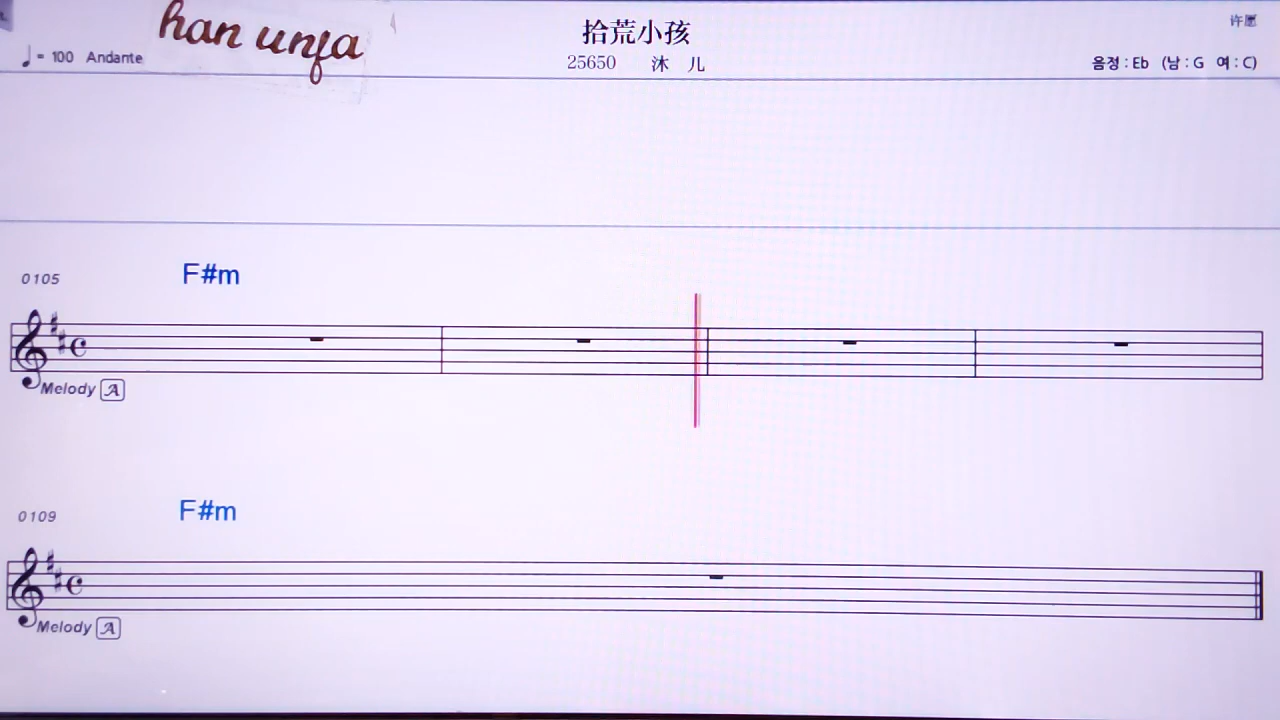 han unja
拾荒小孩
许愿
♩= 100 Andante
25650 沐 儿
음정 : Eb (남 : G 여 : C)
0105
F#m
Melody A
0109
F#m
Melody A